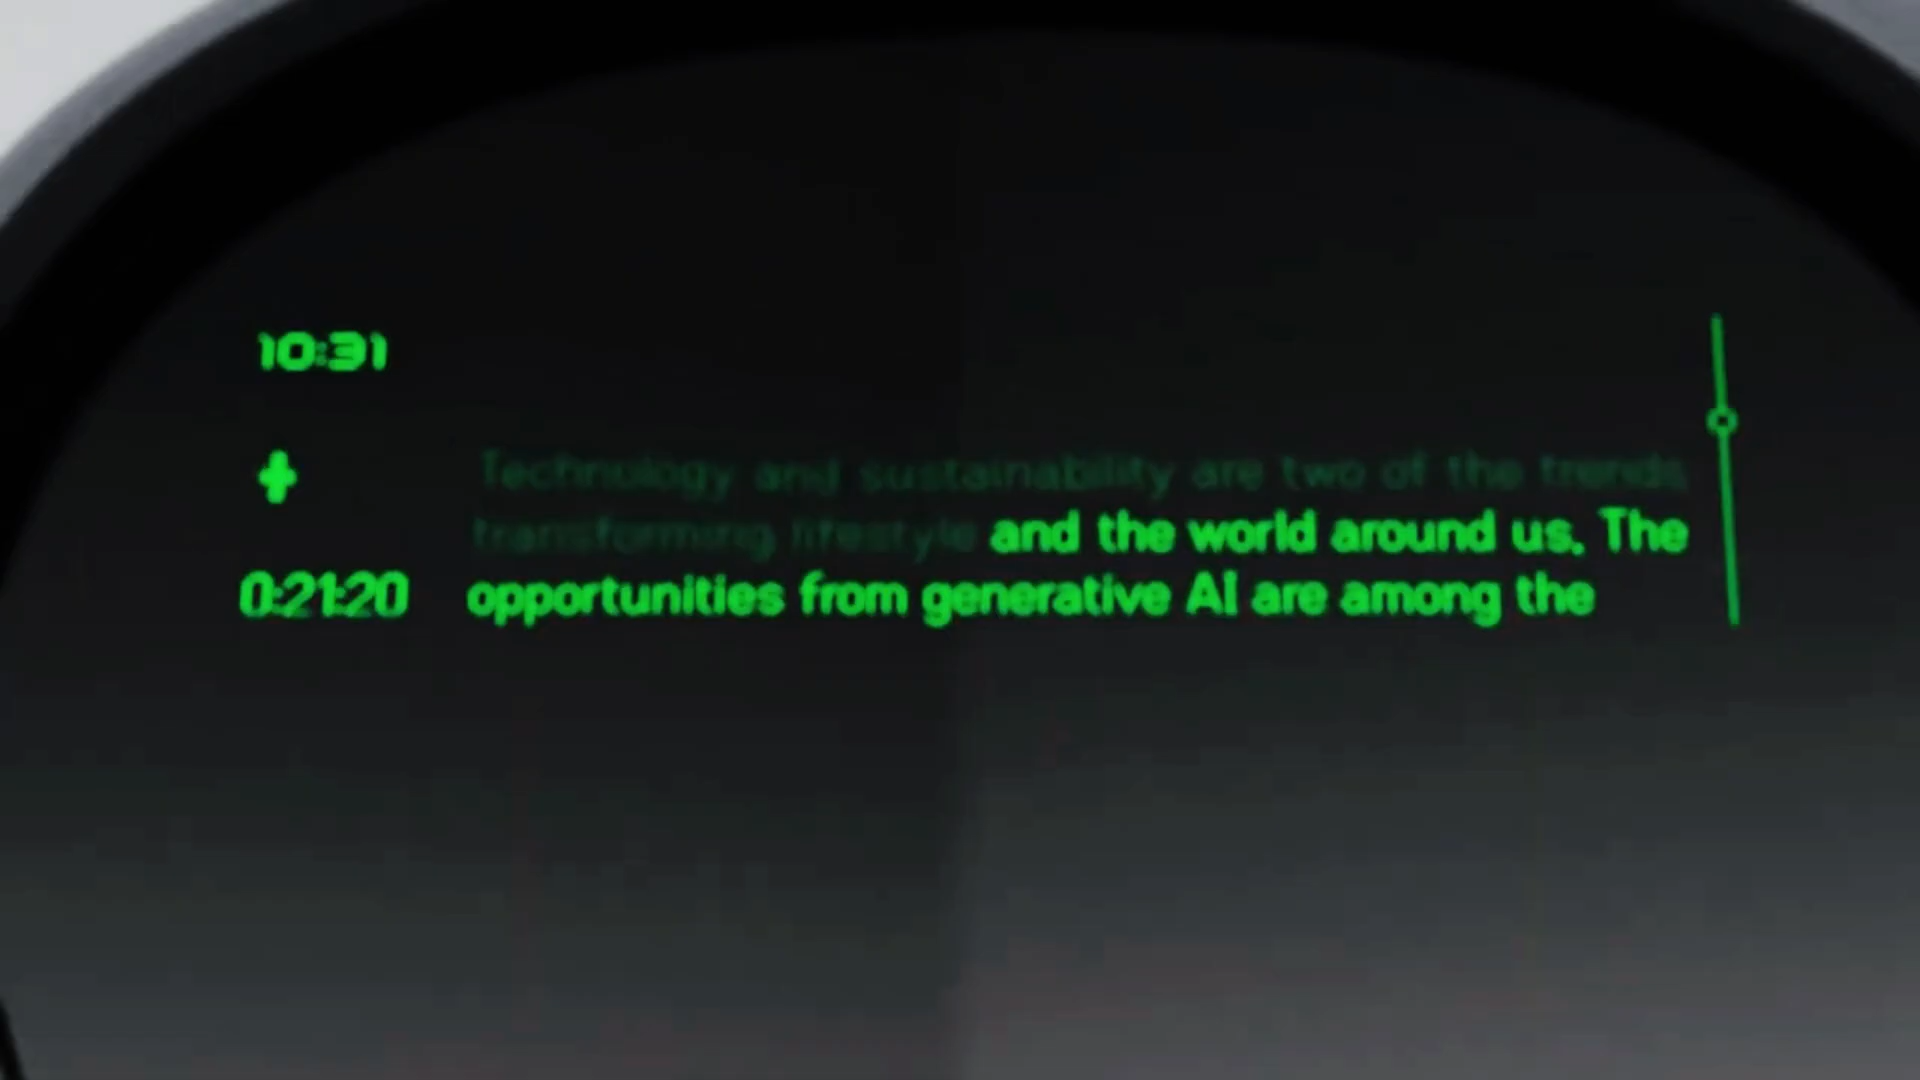 10:31
Technology and sustainability are two of the trends
transforming lifestyle and the world around us. The
0:21:20
opportunities from generative AI are among the